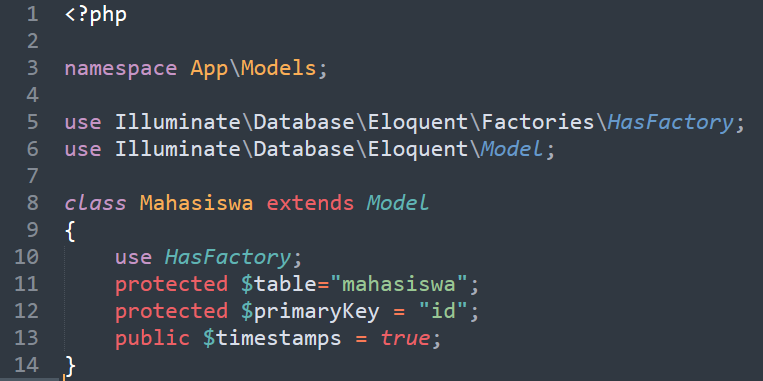 1 <?php
2
3 namespace App\Models;
4
5 use Illuminate\Database\Eloquent\Factories\HasFactory;
6 use Illuminate\Database\Eloquent\Model;
7
8 class Mahasiswa extends Model
9 {
10     use HasFactory;
11     protected $table="mahasiswa";
12     protected $primaryKey = "id";
13     public $timestamps = true;
14 }